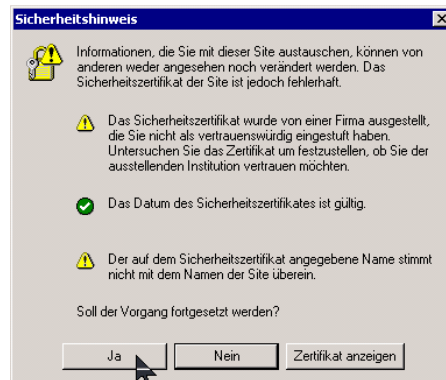 Sicherheitshinweis
Informationen, die Sie mit dieser Site austauschen, können von
anderen weder angesehen noch verändert werden. Das
Sicherheitszertifikat der Site ist jedoch fehlerhaft.
Das Sicherheitszertifikat wurde von einer Firma ausgestellt,
die Sie nicht als vertrauenswürdig eingestuft haben.
Untersuchen Sie das Zertifikat um festzustellen, ob Sie der
ausstellenden Institution vertrauen möchten.
Das Datum des Sicherheitszertifikates ist gültig.
Der auf dem Sicherheitszertifikat angegebene Name stimmt
nicht mit dem Namen der Site überein.
Soll der Vorgang fortgesetzt werden?
Ja Nein Zertifikat anzeigen